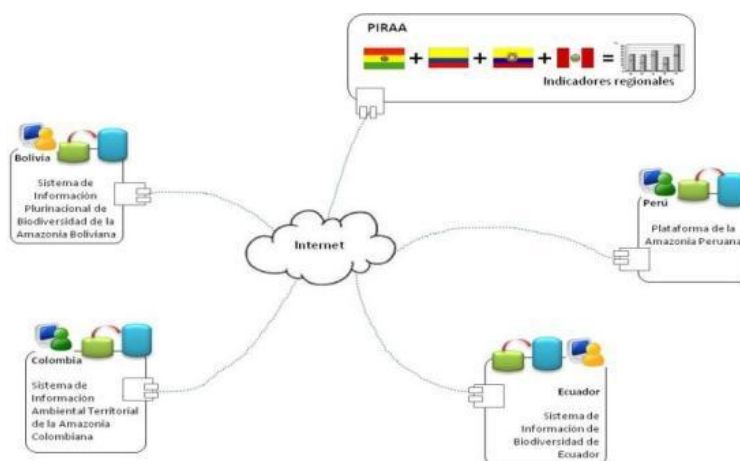 PIRAA
+ + + =
Indicadores regionales
Bolivia
Sistema de
Información
Plurinacional de
Biodiversidad de la
Amazonía Boliviana
Internet
Perú
Plataforma de la
Amazonía Peruana
Colombia
Sistema de
Información
Ambiental Territorial
de la Amazonía
Colombiana
Ecuador
Sistema de
Información de
Biodiversidad de
Ecuador